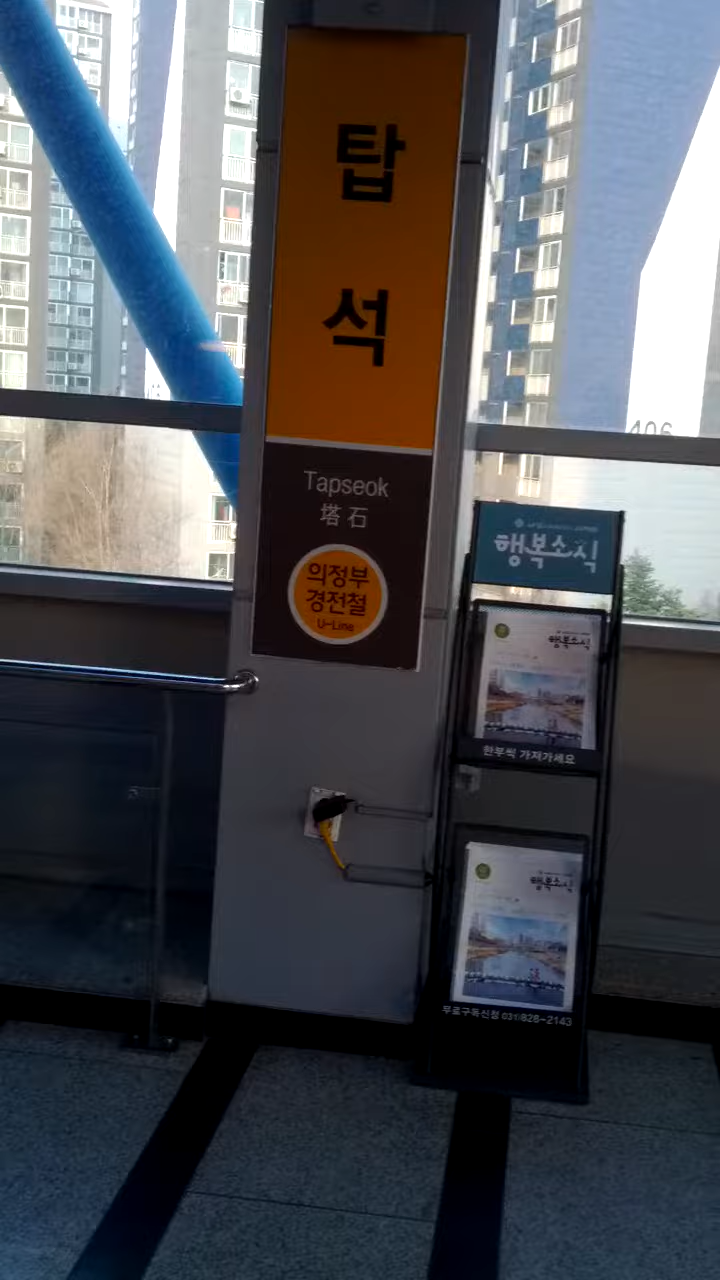 탑
석
Tapseok
塔石
의정부
경전철
U-Line
406
행복소식
행복소식
한부씩 가져가세요
행복소식
무료구독신청 031)828-2143